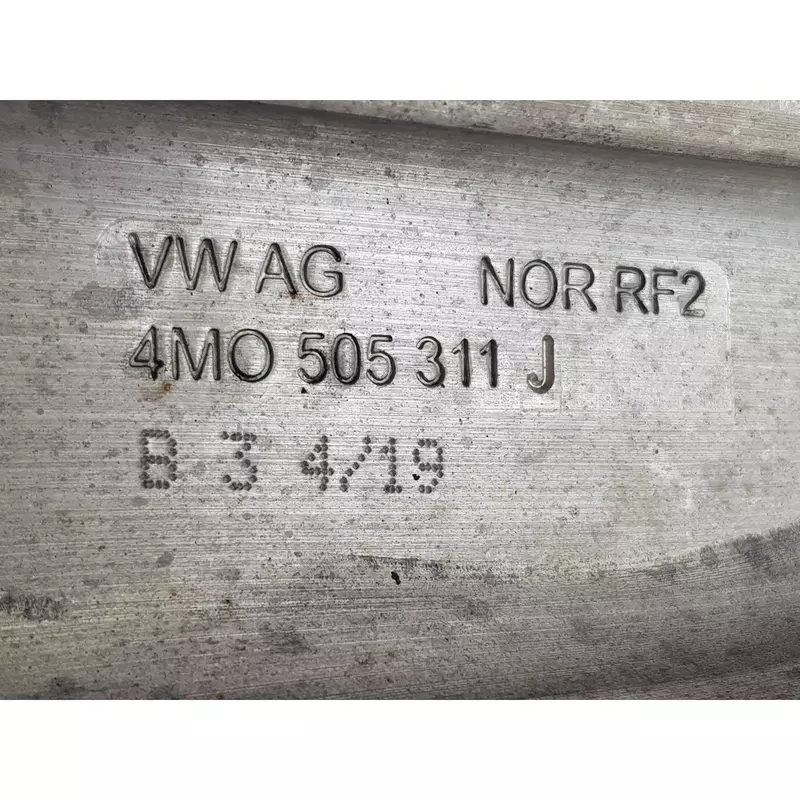 VW AG NOR RF2
4M0 505 311 J
B 3 4/19